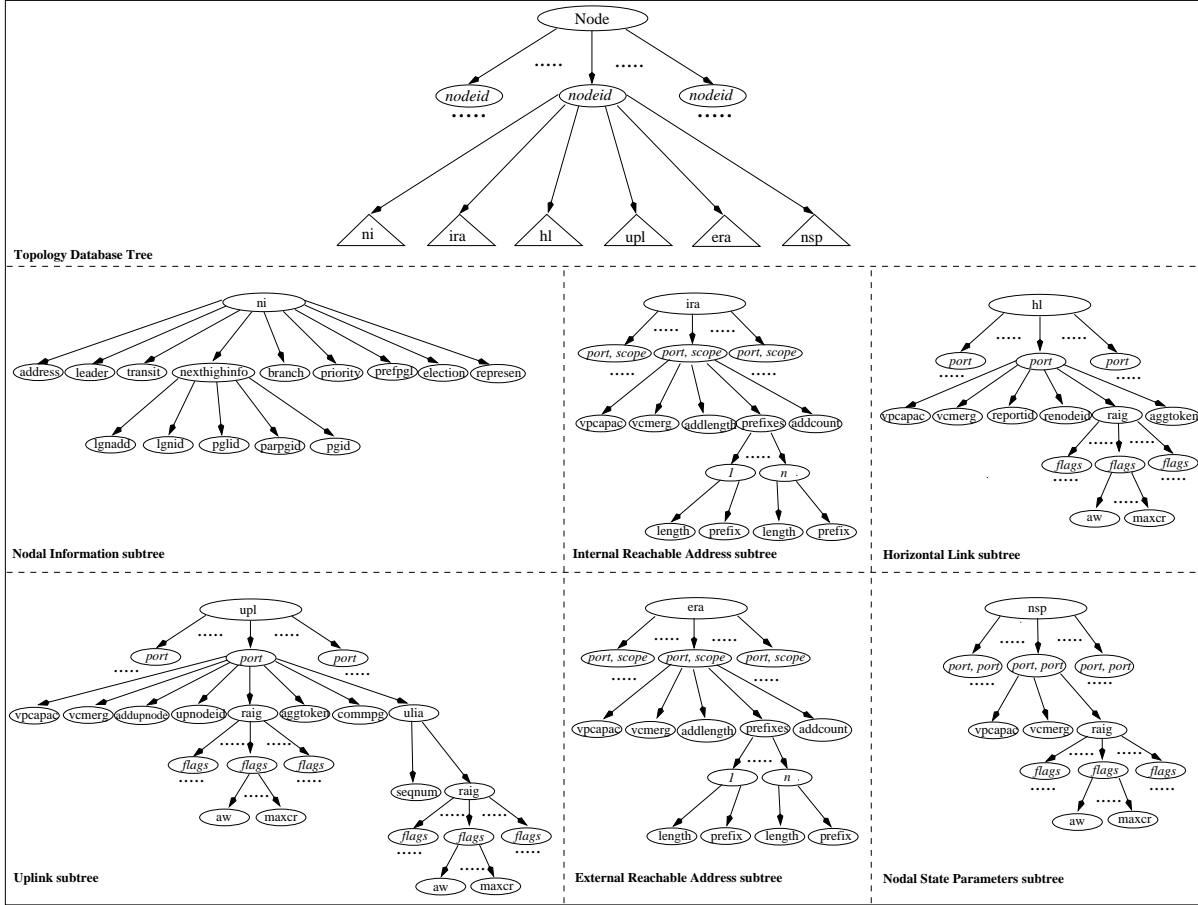 Node
..... .....
nodeid nodeid nodeid
..... .....
ni ira hl upl era nsp
Topology Database Tree
ni
address leader transit nexthighinfo branch priority prefpgl election represen
lgnadd lgnid pglid parpgid pgid
Nodal Information subtree
ira
..... .....
port, scope port, scope port, scope
..... .....
vpcapac vcmerg addlength prefixes addcount
.....
1 n
length prefix length prefix
Internal Reachable Address subtree
hl
..... .....
port port port
..... .....
vpcapac vcmerg reportid renodeid raig aggtoken
..... .....
flags flags flags
..... .....
.....
aw maxcr
Horizontal Link subtree
upl
..... .....
port port port
..... .....
vpcapac vcmerg addupnode upnodeid raig aggtoken commpg ulia
..... .....
flags flags flags
..... .....
.....
aw maxcr
seqnum raig
..... .....
flags flags flags
..... .....
.....
aw maxcr
Uplink subtree
era
..... .....
port, scope port, scope port, scope
..... .....
vpcapac vcmerg addlength prefixes addcount
.....
1 n
length prefix length prefix
External Reachable Address subtree
nsp
..... .....
port, port port, port port, port
..... .....
vpcapac vcmerg raig
..... .....
flags flags flags
..... .....
.....
aw maxcr
Nodal State Parameters subtree